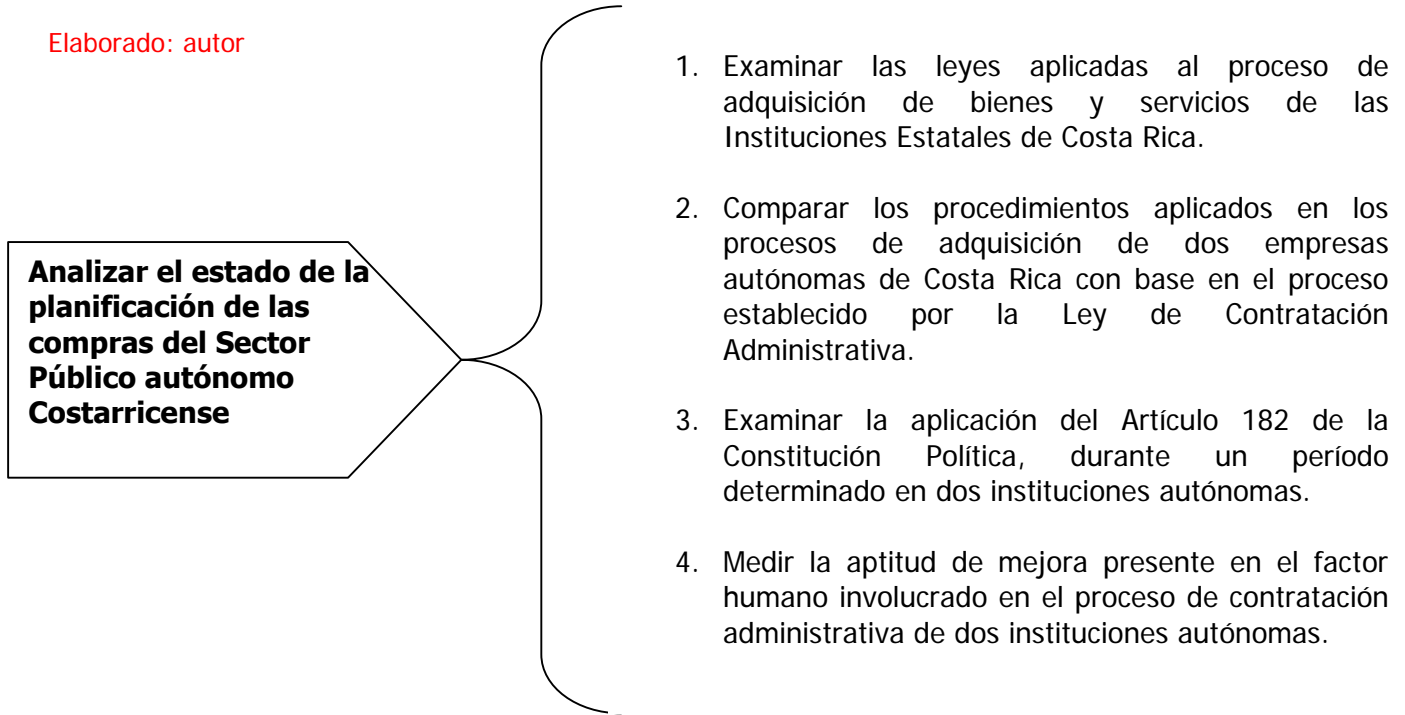 Elaborado: autor
Analizar el estado de la
planificación de las
compras del Sector
Público autónomo
Costarricense
1. Examinar las leyes aplicadas al proceso de
adquisición de bienes y servicios de las
Instituciones Estatales de Costa Rica.
2. Comparar los procedimientos aplicados en los
procesos de adquisición de dos empresas
autónomas de Costa Rica con base en el proceso
establecido por la Ley de Contratación
Administrativa.
3. Examinar la aplicación del Artículo 182 de la
Constitución Política, durante un período
determinado en dos instituciones autónomas.
4. Medir la aptitud de mejora presente en el factor
humano involucrado en el proceso de contratación
administrativa de dos instituciones autónomas.